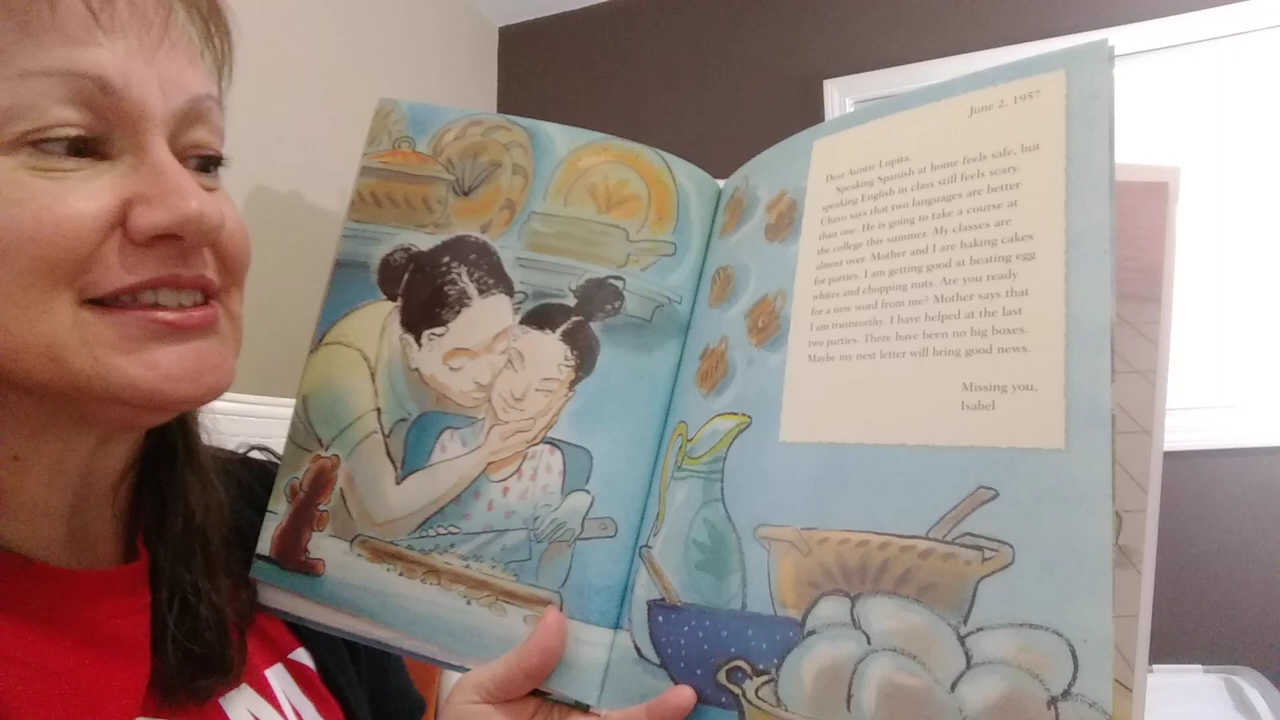 June 2, 1957
Dear Auntie Lupita,
Speaking Spanish at home feels safe, but
speaking English in class still feels scary.
Chavo says that two languages are better
than one. He is going to take a course at
the college this summer. My classes are
almost over. Mother and I are baking cakes
for parties. I am getting good at beating egg
whites and chopping nuts. Are you ready
for a new word from me? Mother says that
I am trustworthy. I have helped at the last
two parties. There have been no big boxes.
Maybe my next letter will bring good news.
Missing you,
Isabel
M